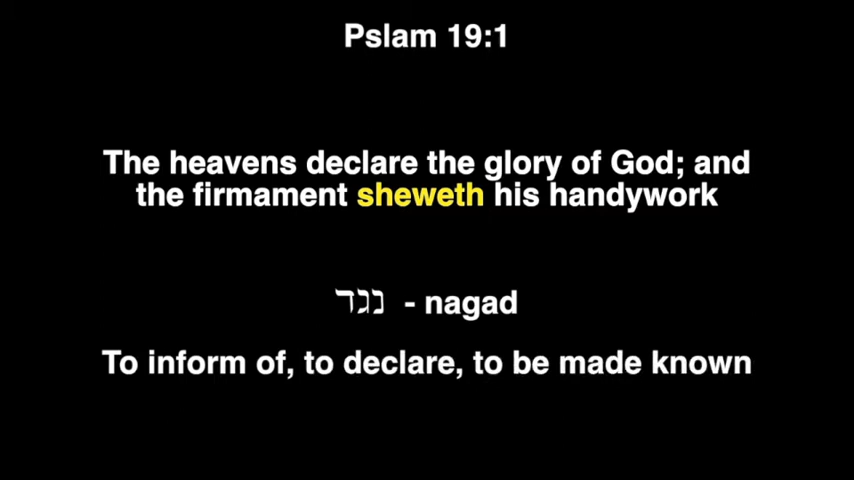 Pslam 19:1
The heavens declare the glory of God; and
the firmament sheweth his handywork
נגד - nagad
To inform of, to declare, to be made known